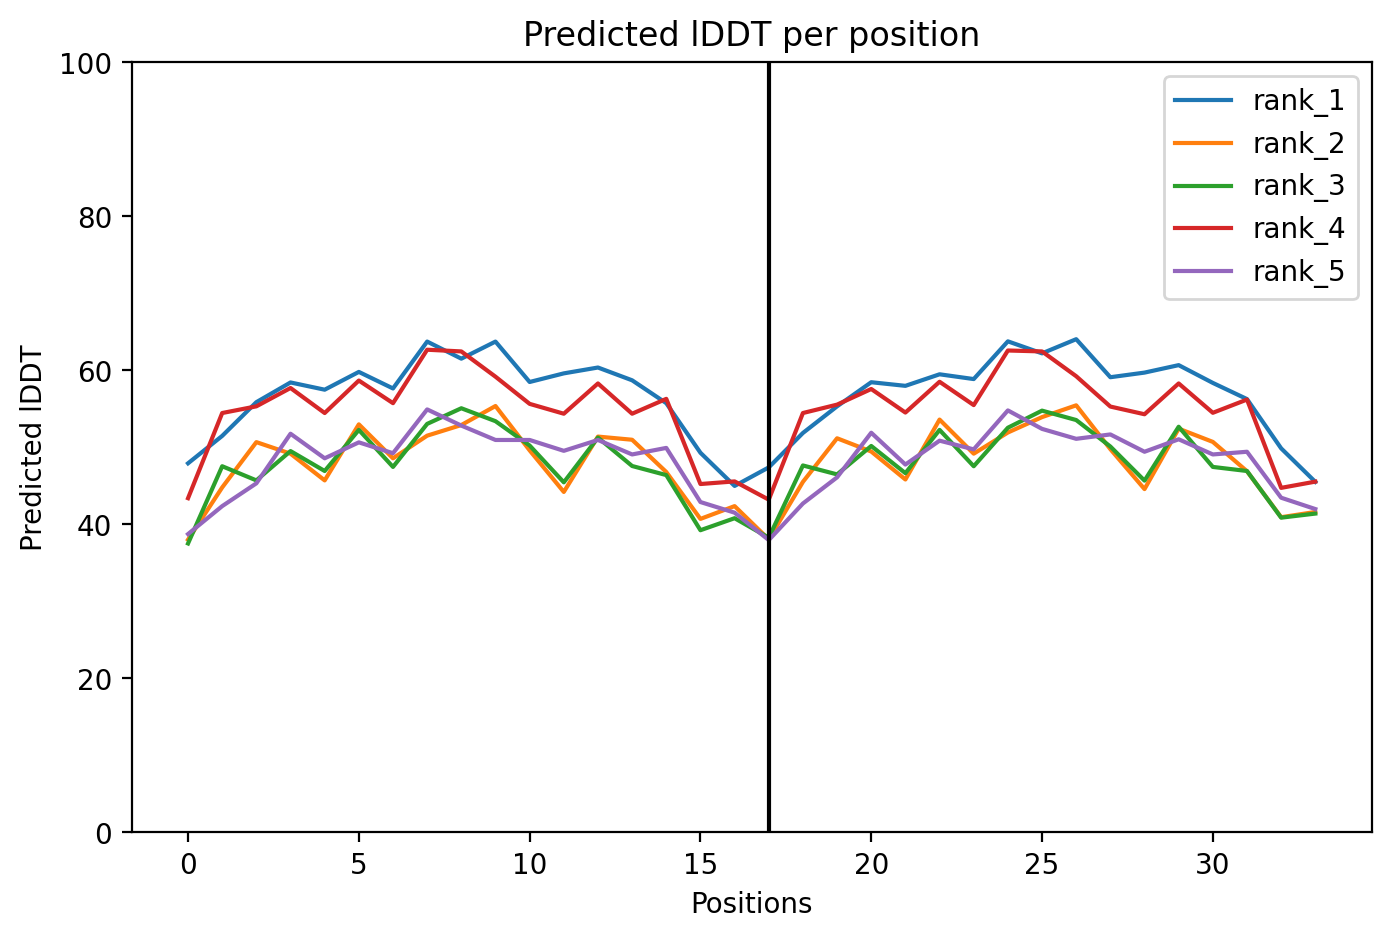 Predicted lDDT per position
100
80
60
40
20
0
Predicted lDDT
rank_1
rank_2
rank_3
rank_4
rank_5
0 5 10 15 20 25 30
Positions